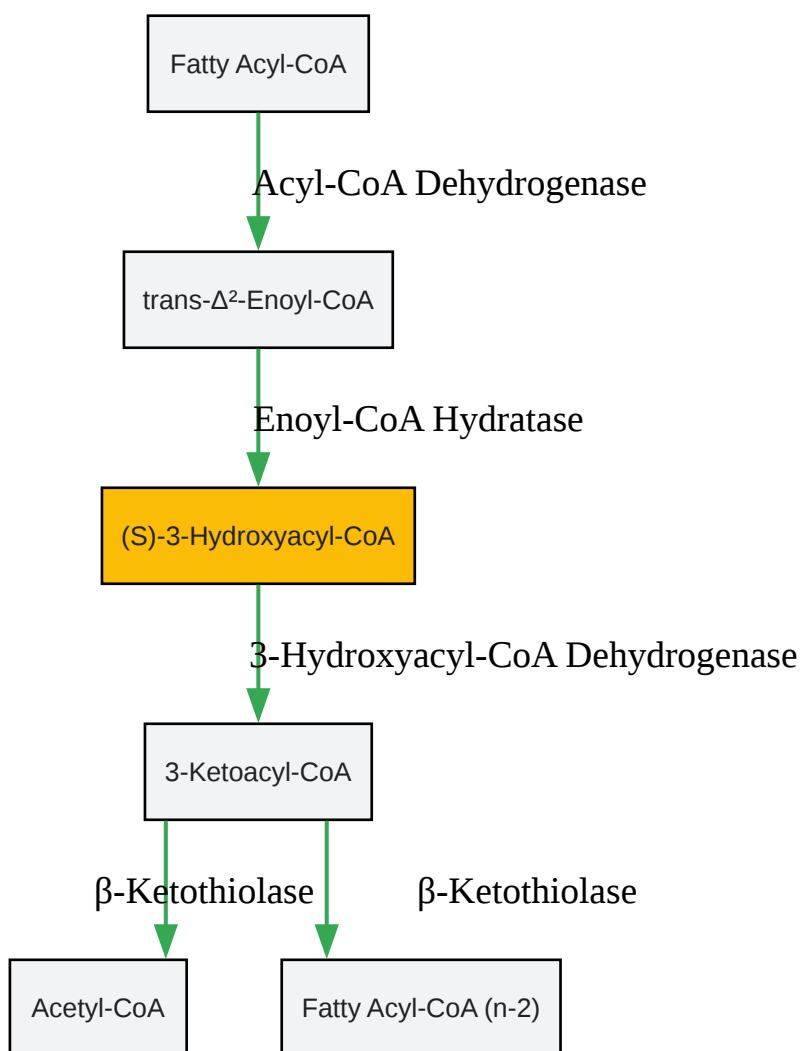 Fatty Acyl-CoA
Acyl-CoA Dehydrogenase
trans-Δ²-Enoyl-CoA
Enoyl-CoA Hydratase
(S)-3-Hydroxyacyl-CoA
3-Hydroxyacyl-CoA Dehydrogenase
3-Ketoacyl-CoA
β-Ketothiolase
β-Ketothiolase
Acetyl-CoA
Fatty Acyl-CoA (n-2)